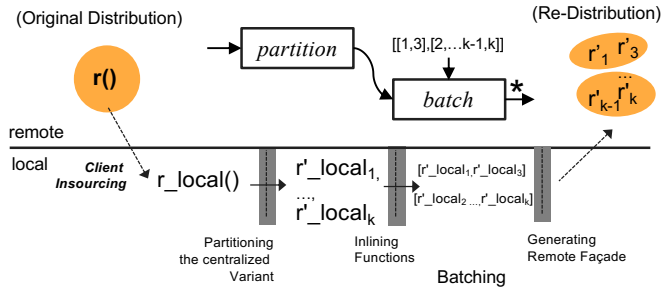 (Original Distribution)
(Re-Distribution)
r()
partition
[[1,3],[2,...k-1,k]]
batch
*
r'1 r'3
...
r'k-1 r'k
remote
local
Client
Insourcing
r_local()
r'_local1,
...,
r'_localk
[r'_local1,r'_local3]
[r'_local2 ...,r'_localk]
Partitioning
the centralized
Variant
Inlining
Functions
Batching
Generating
Remote Façade